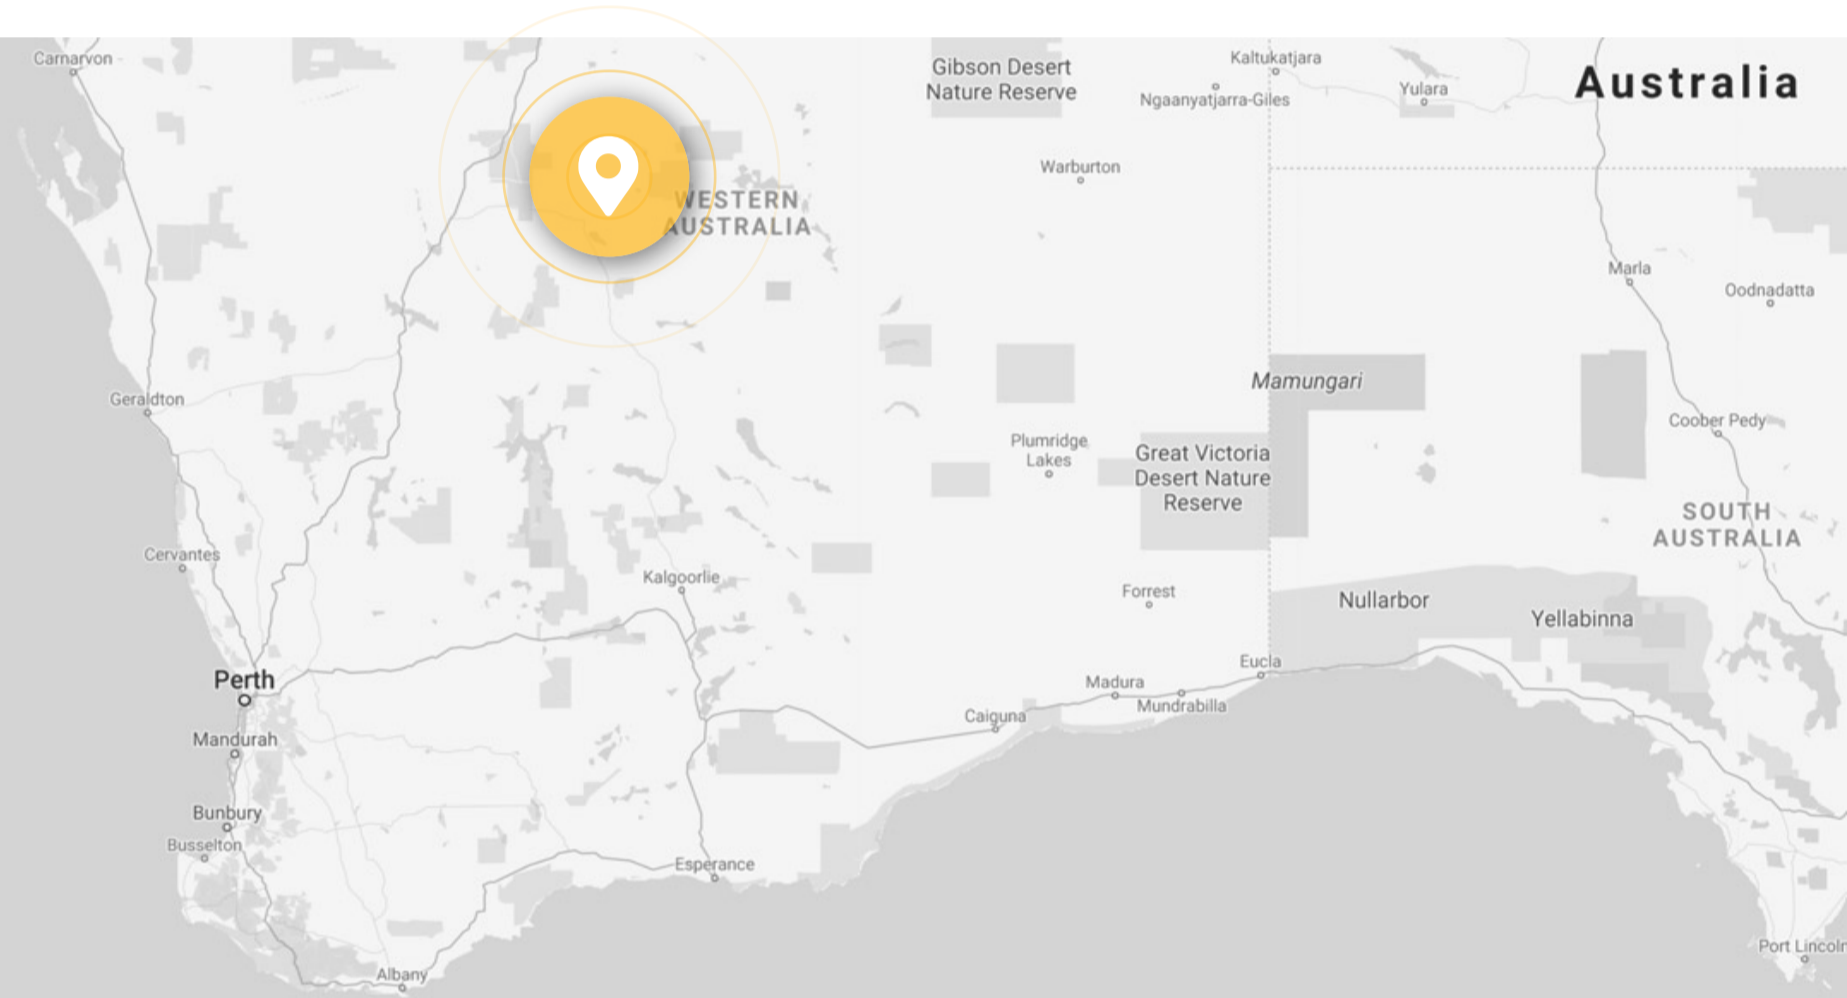 Carnarvon
Gibson Desert
Nature Reserve
Kaltukatjara
Ngaanyatjarra-Giles
Yulara
Australia
Warburton
WESTERN
AUSTRALIA
Marla
Oodnadatta
Mamungari
Geraldton
Coober Pedy
Plumridge
Lakes
Great Victoria
Desert Nature
Reserve
SOUTH
AUSTRALIA
Cervantes
Kalgoorlie
Forrest
Nullarbor
Yellabinna
Eucla
Perth
Madura
Mundrabilla
Caiguna
Mandurah
Bunbury
Busselton
Esperance
Port Lincoln
Albany